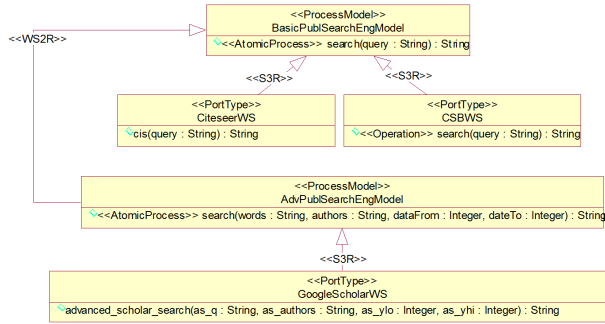 <<ProcessModel>>
BasicPublSearchEngModel
<<AtomicProcess>> search(query : String) : String
<<WS2R>>
<<S3R>>
<<S3R>>
<<PortType>>
CiteseerWS
cis(query : String) : String
<<PortType>>
CSBWS
<<Operation>> search(query : String) : String
<<ProcessModel>>
AdvPublSearchEngModel
<<AtomicProcess>> search(words : String, authors : String, dataFrom : Integer, dateTo : Integer) : String
<<S3R>>
<<PortType>>
GoogleScholarWS
advanced_scholar_search(as_q : String, as_authors : String, as_ylo : Integer, as_yhi : Integer) : String